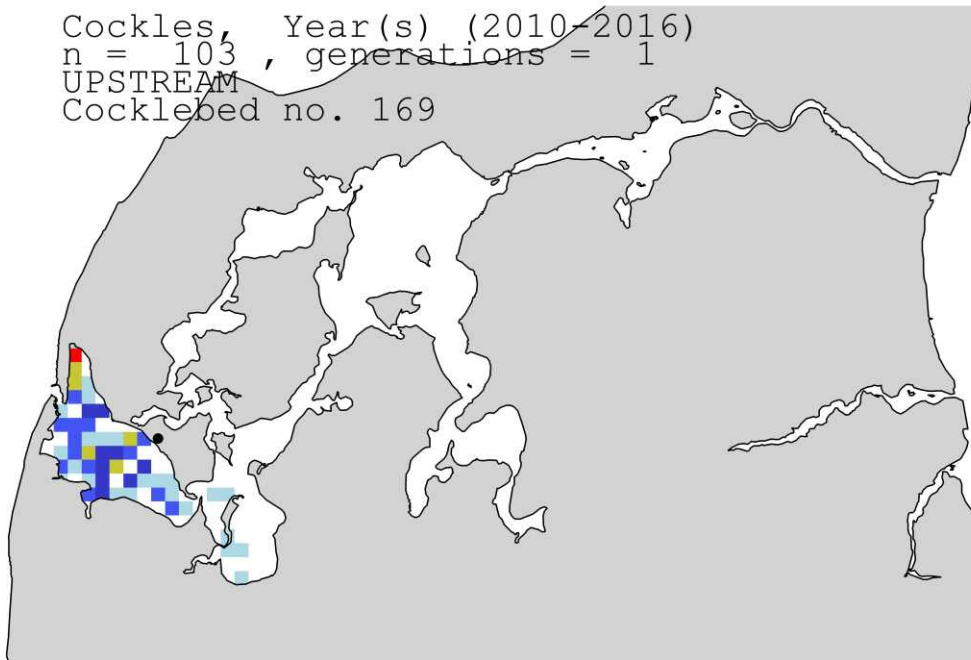 Cockles, Year(s) (2010-2016)
n = 103 , generations = 1
UPSTREAM
Cocklebed no. 169